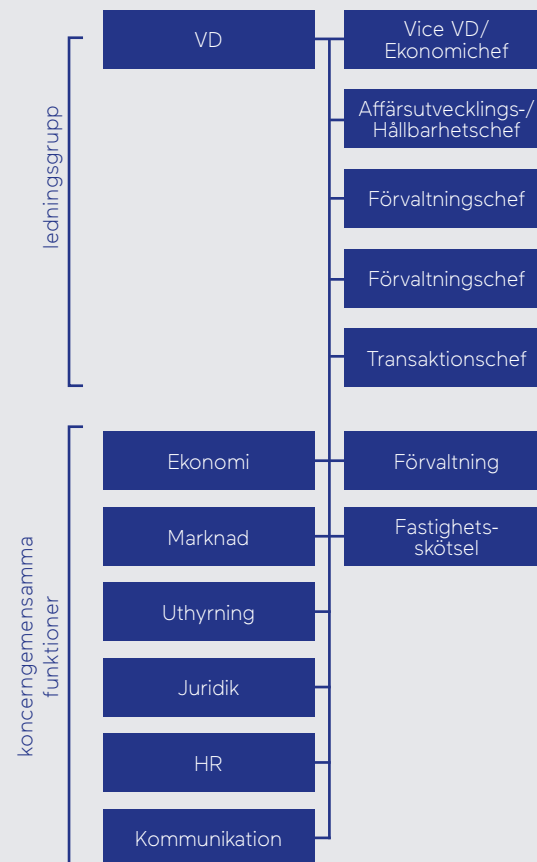 ledningsgrupp
VD
Vice VD/
Ekonomichef
Affärsutvecklings-/
Hållbarhetschef
Förvaltningschef
Förvaltningschef
Transaktionschef
koncerngemensamma
funktioner
Ekonomi
Förvaltning
Marknad
Fastighets-
skötsel
Uthyrning
Juridik
HR
Kommunikation